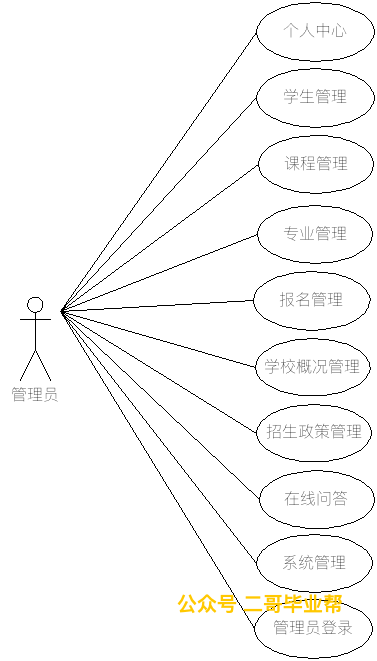 个人中心
学生管理
课程管理
专业管理
报名管理
学校概况管理
管理员
招生政策管理
在线问答
系统管理
公众号 二哥毕业帮
管理员登录